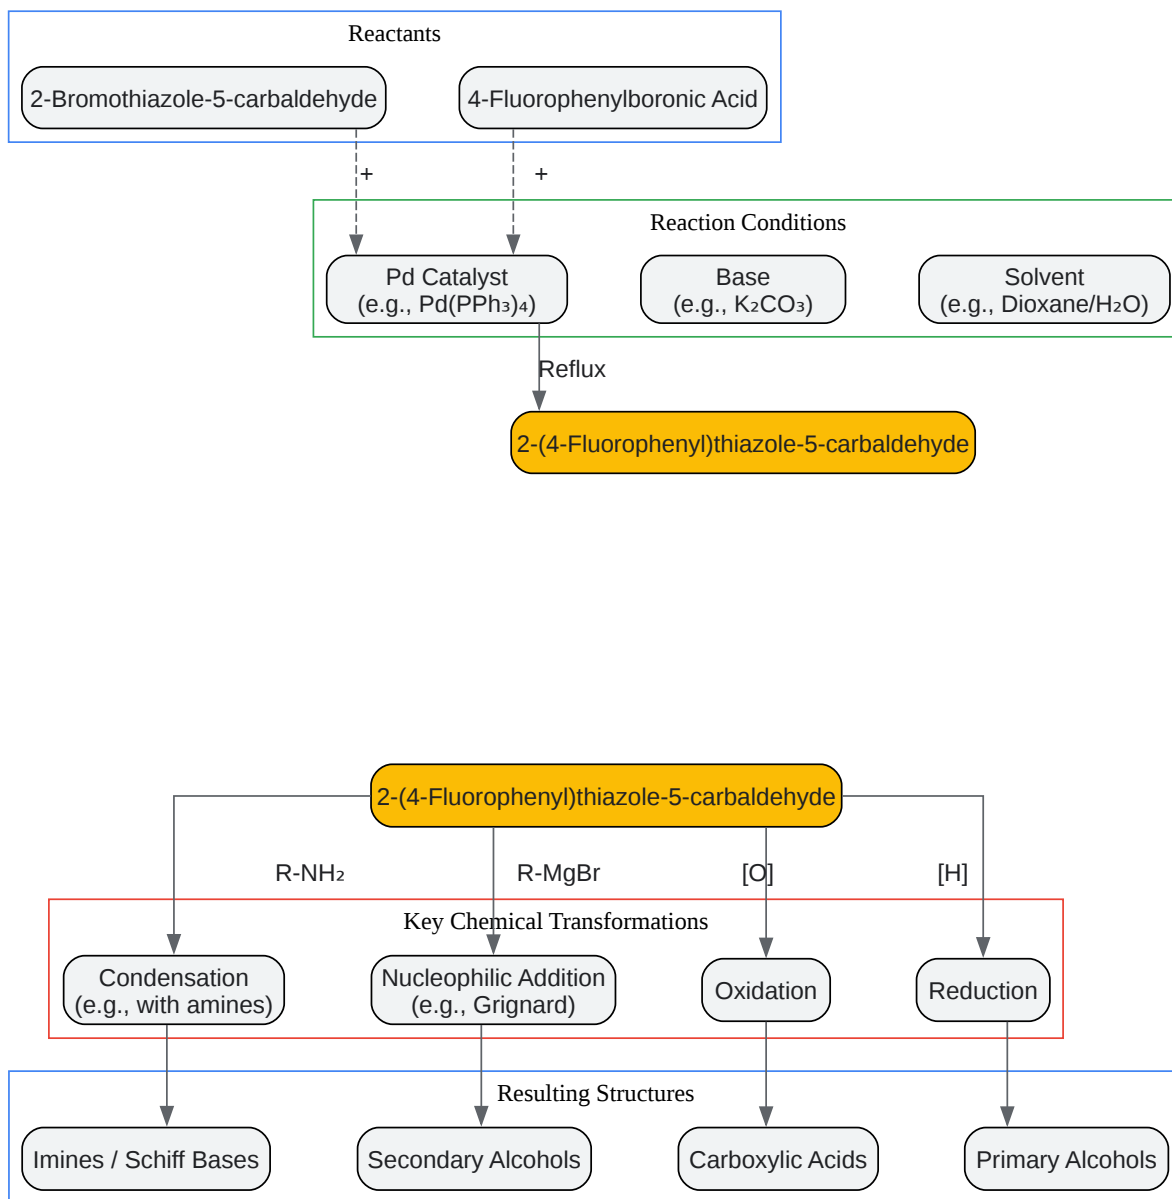 Reactants
2-Bromothiazole-5-carbaldehyde
4-Fluorophenylboronic Acid
+
+
Reaction Conditions
Pd Catalyst
(e.g., Pd(PPh₃)₄)
Base
(e.g., K₂CO₃)
Solvent
(e.g., Dioxane/H₂O)
Reflux
2-(4-Fluorophenyl)thiazole-5-carbaldehyde
2-(4-Fluorophenyl)thiazole-5-carbaldehyde
R-NH₂
R-MgBr
[O]
[H]
Key Chemical Transformations
Condensation
(e.g., with amines)
Nucleophilic Addition
(e.g., Grignard)
Oxidation
Reduction
Resulting Structures
Imines / Schiff Bases
Secondary Alcohols
Carboxylic Acids
Primary Alcohols